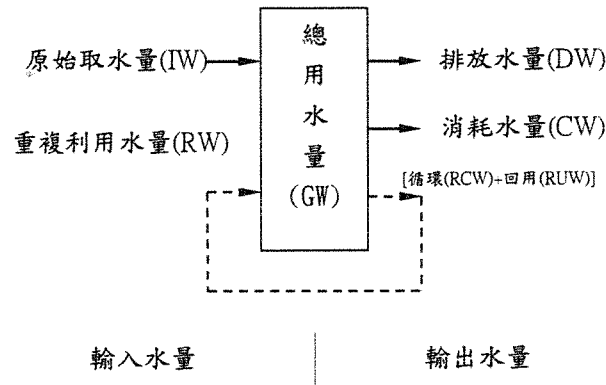 原始取水量(IW)
重複利用水量(RW)
總用水量(GW)
排放水量(DW)
消耗水量(CW)
[循環(RCW)+回用(RUW)]
輸入水量
輸出水量